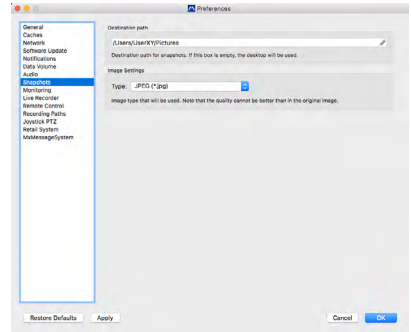 Preferences
General
Caches
Network
Software Update
Notifications
Data Volume
Audio
Snapshots
Monitoring
Live Recorder
Remote Control
Recording Paths
Joystick PTZ
Retail System
MxMessageSystem
Destination path
/Users/UserXY/Pictures
Destination path for snapshots. If this box is empty, the desktop will be used.
Image Settings
Type: JPEG (*.jpg)
Image type that will be used. Note that the quality cannot be better than in the original image.
Restore Defaults Apply Cancel OK